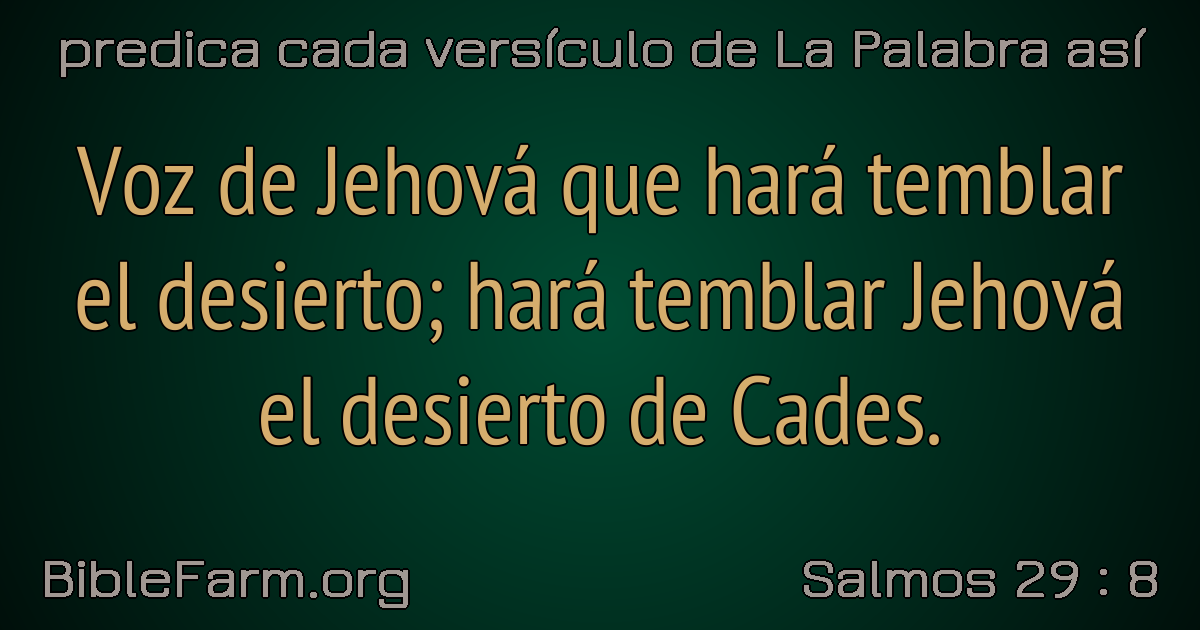 predica cada versículo de La Palabra así
Voz de Jehová que hará temblar
el desierto; hará temblar Jehová
el desierto de Cades.
BibleFarm.org
Salmos 29 : 8